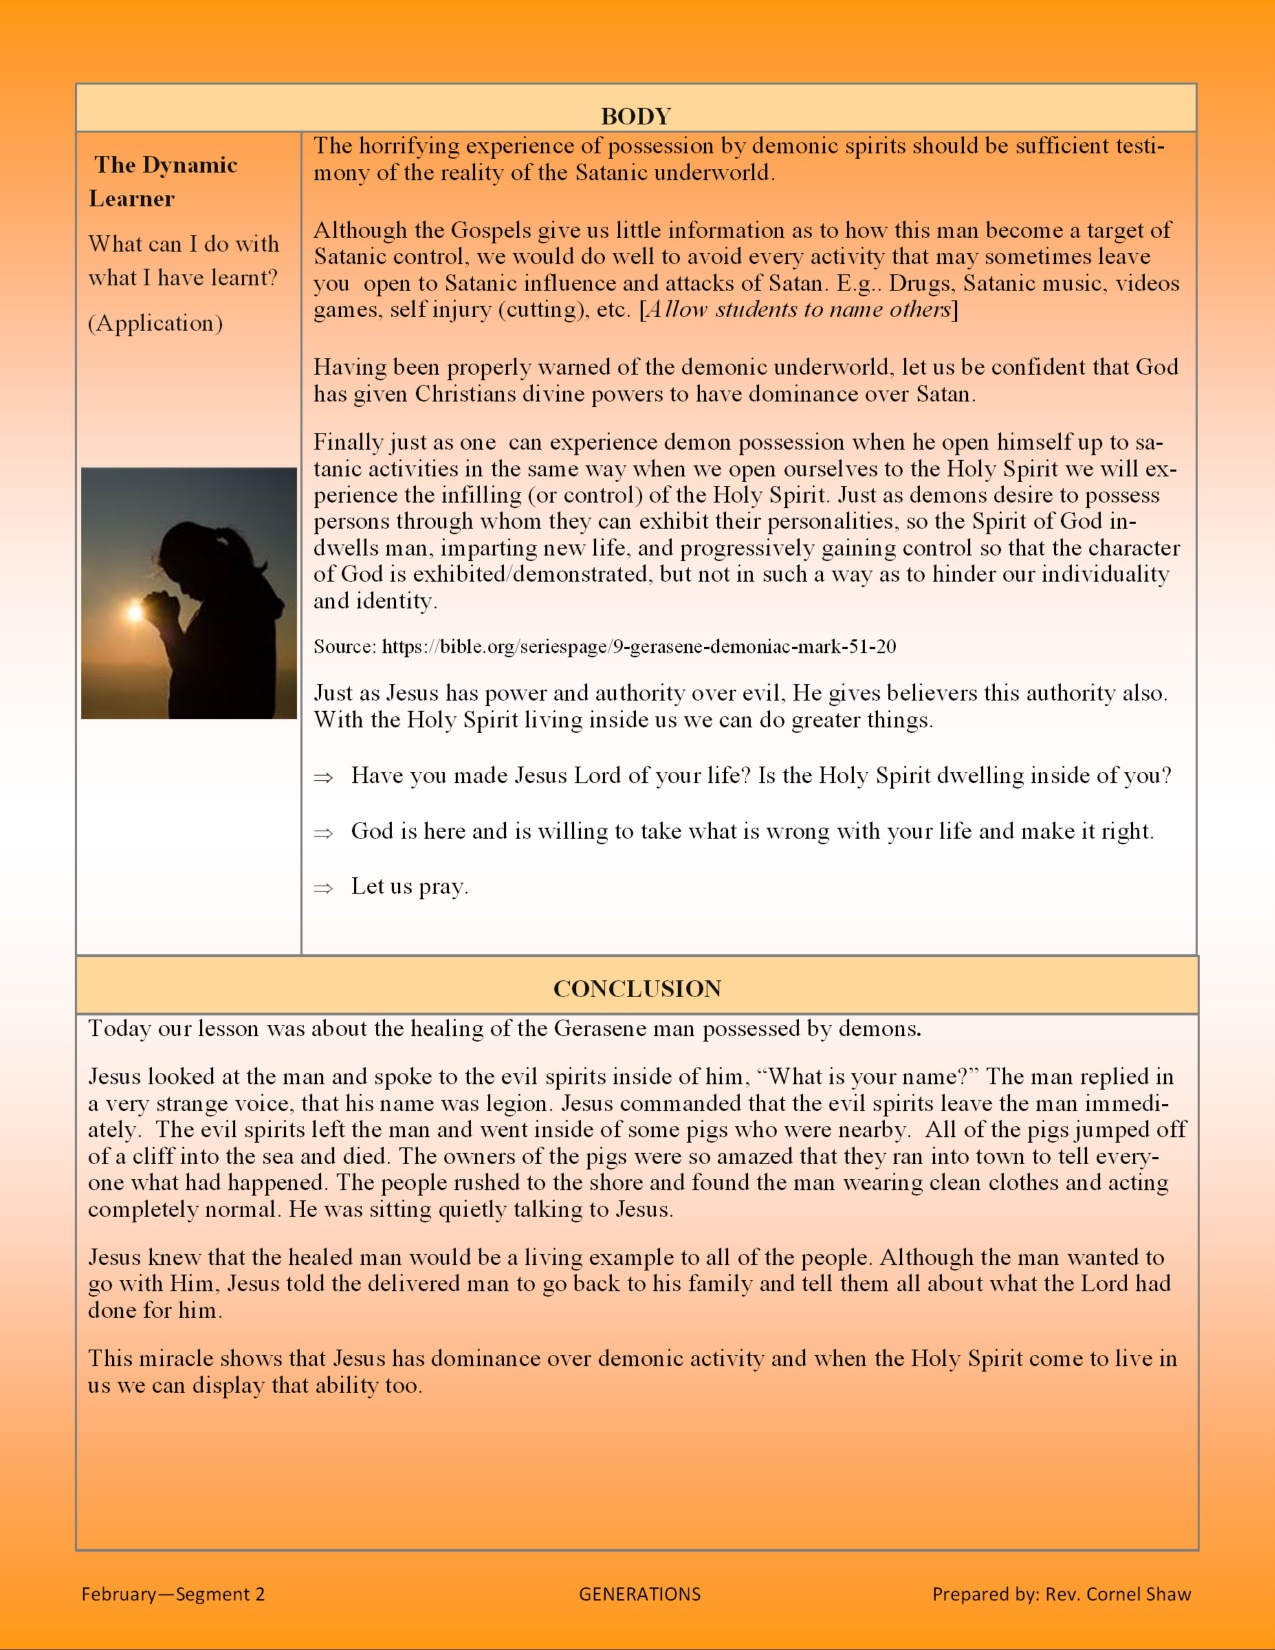 BODY
The Dynamic
Learner
What can I do with
what I have learnt?
(Application)
The horrifying experience of possession by demonic spirits should be sufficient testi-
mony of the reality of the Satanic underworld.
Although the Gospels give us little information as to how this man become a target of
Satanic control, we would do well to avoid every activity that may sometimes leave
you  open to Satanic influence and attacks of Satan. E.g.. Drugs, Satanic music, videos
games, self injury (cutting), etc. [Allow students to name others]
Having been properly warned of the demonic underworld, let us be confident that God
has given Christians divine powers to have dominance over Satan.
Finally just as one  can experience demon possession when he open himself up to sa-
tanic activities in the same way when we open ourselves to the Holy Spirit we will ex-
perience the infilling (or control) of the Holy Spirit. Just as demons desire to possess
persons through whom they can exhibit their personalities, so the Spirit of God in-
dwells man, imparting new life, and progressively gaining control so that the character
of God is exhibited/demonstrated, but not in such a way as to hinder our individuality
and identity.
Source: https://bible.org/seriespage/9-gerasene-demoniac-mark-51-20
Just as Jesus has power and authority over evil, He gives believers this authority also.
With the Holy Spirit living inside us we can do greater things.
⇒ Have you made Jesus Lord of your life? Is the Holy Spirit dwelling inside of you?
⇒ God is here and is willing to take what is wrong with your life and make it right.
⇒ Let us pray.
CONCLUSION
Today our lesson was about the healing of the Gerasene man possessed by demons.
Jesus looked at the man and spoke to the evil spirits inside of him, “What is your name?” The man replied in
a very strange voice, that his name was legion. Jesus commanded that the evil spirits leave the man immedi-
ately.  The evil spirits left the man and went inside of some pigs who were nearby.  All of the pigs jumped off
of a cliff into the sea and died. The owners of the pigs were so amazed that they ran into town to tell every-
one what had happened. The people rushed to the shore and found the man wearing clean clothes and acting
completely normal. He was sitting quietly talking to Jesus.
Jesus knew that the healed man would be a living example to all of the people. Although the man wanted to
go with Him, Jesus told the delivered man to go back to his family and tell them all about what the Lord had
done for him.
This miracle shows that Jesus has dominance over demonic activity and when the Holy Spirit come to live in
us we can display that ability too.
February—Segment 2
GENERATIONS
Prepared by: Rev. Cornel Shaw